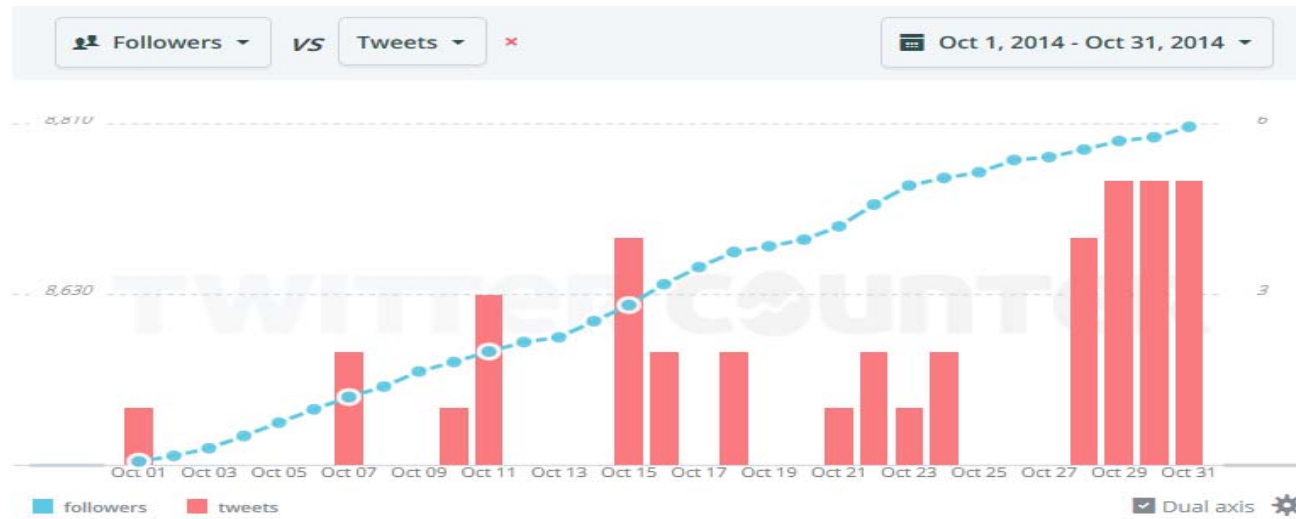 Followers VS Tweets × Oct 1, 2014 - Oct 31, 2014
8,810 6
TWITTER COUNTER
8,630 3
Oct 01 Oct 03 Oct 05 Oct 07 Oct 09 Oct 11 Oct 13 Oct 15 Oct 17 Oct 19 Oct 21 Oct 23 Oct 25 Oct 27 Oct 29 Oct 31
followers tweets Dual axis